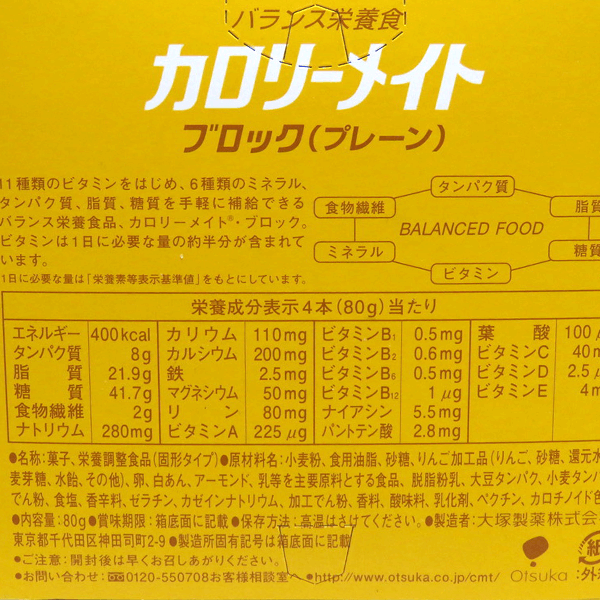 バランス栄養食
カロリーメイト
ブロック(プレーン)
11種類のビタミンをはじめ、6種類のミネラル、
タンパク質、脂質、糖質を手軽に補給できる
バランス栄養食品、カロリーメイト®・ブロック。
ビタミンは1日に必要な量の約半分が含まれて
います。
1日に必要な量は「栄養素等表示基準値」をもとにしています。
タンパク質
食物繊維 脂質
BALANCED FOOD
ミネラル 糖質
ビタミン
栄養成分表示4本(80g)当たり
エネルギー 400kcal カリウム 110mg ビタミンB1 0.5mg 葉酸 100
タンパク質 8g カルシウム 200mg ビタミンB2 0.6mg ビタミンC 40m
脂質 21.9g 鉄 2.5mg ビタミンB6 0.5mg ビタミンD 2.5
糖質 41.7g マグネシウム 50mg ビタミンB12 1μg ビタミンE 4m
食物繊維 2g リン 80mg ナイアシン 5.5mg
ナトリウム 280mg ビタミンA 225μg パントテン酸 2.8mg
●名称:菓子、栄養調整食品(固形タイプ)●原材料名:小麦粉、食用油脂、砂糖、りんご加工品(りんご、砂糖、還元水
麦芽糖、水飴、その他)、卵、白あん、アーモンド、乳等を主要原料とする食品、脱脂粉乳、大豆タンパク、小麦タンパ
でん粉、食塩、香辛料、ゼラチン、カゼインナトリウム、加工でん粉、香料、酸味料、乳化剤、ペクチン、カロチノイド色
●内容量:80g●賞味期限:箱底面に記載●保存方法:高温はさけてください。●製造者:大塚製薬株式会
東京都千代田区神田司町2-9 ●製造所固有記号は箱底面に記載
●ご注意:開封後は早くお召しあがりください。
●お問い合わせ:0120-550708お客様相談室へ ●http://www.otsuka.co.jp/cmt/ Otsuka :外
紙